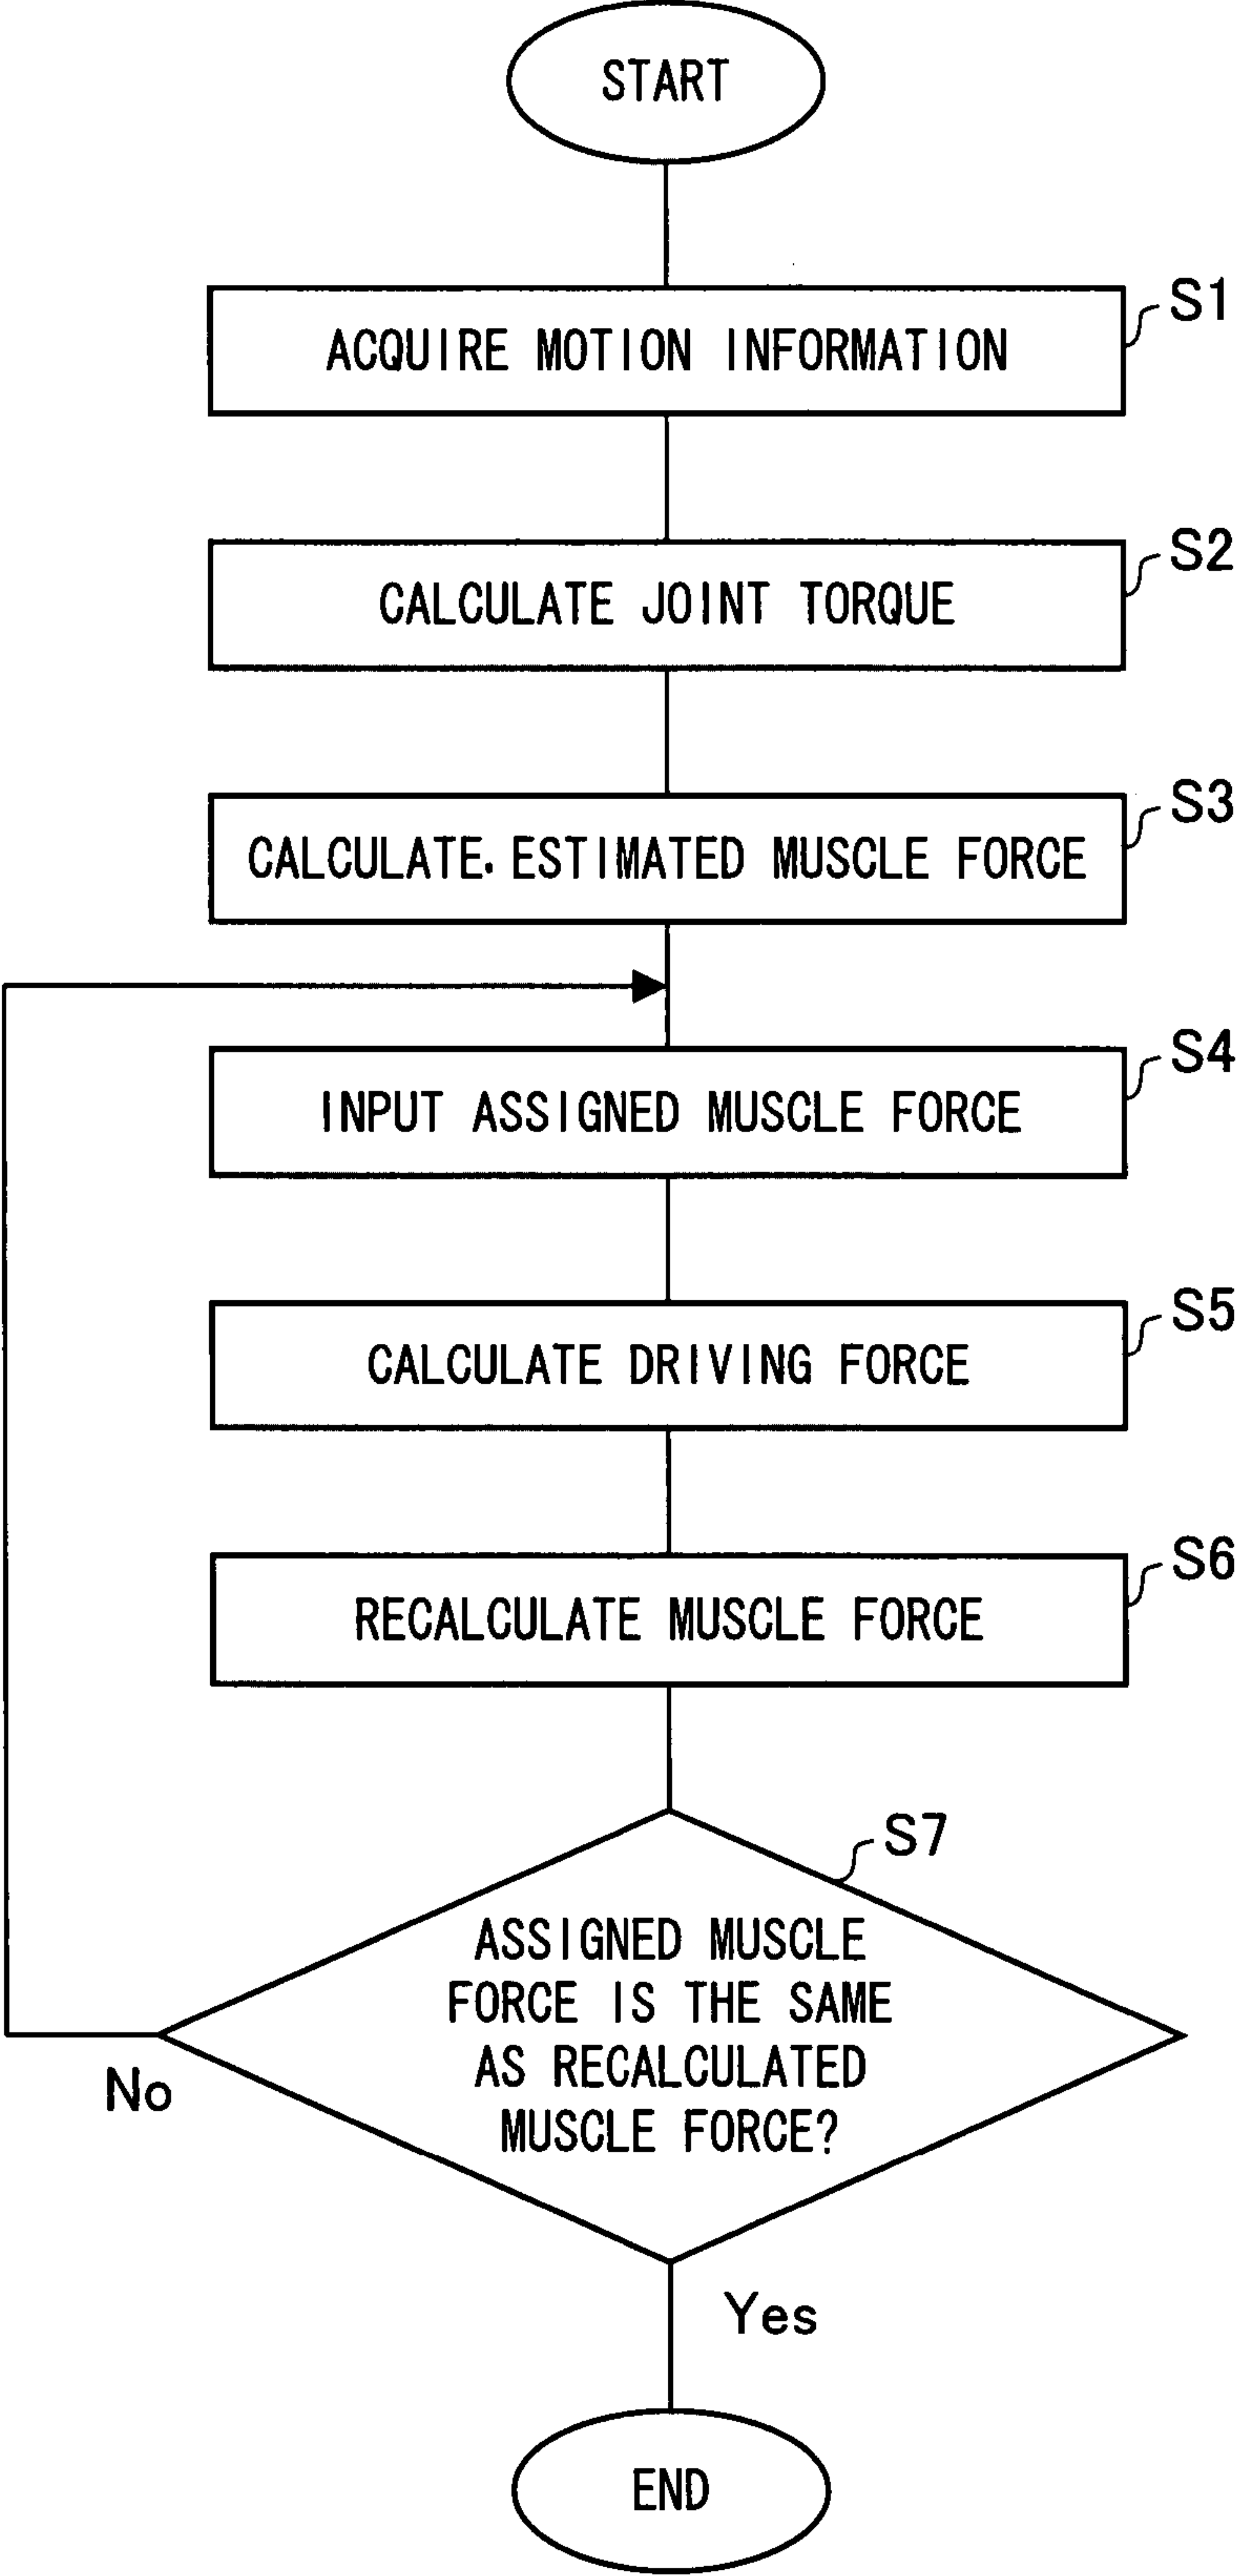 START
S1
ACQUIRE MOTION INFORMATION
S2
CALCULATE JOINT TORQUE
S3
CALCULATE. ESTIMATED MUSCLE FORCE
S4
INPUT ASSIGNED MUSCLE FORCE
S5
CALCULATE DRIVING FORCE
S6
RECALCULATE MUSCLE FORCE
S7
ASSIGNED MUSCLE
FORCE IS THE SAME
AS RECALCULATED
MUSCLE FORCE?
No
Yes
END